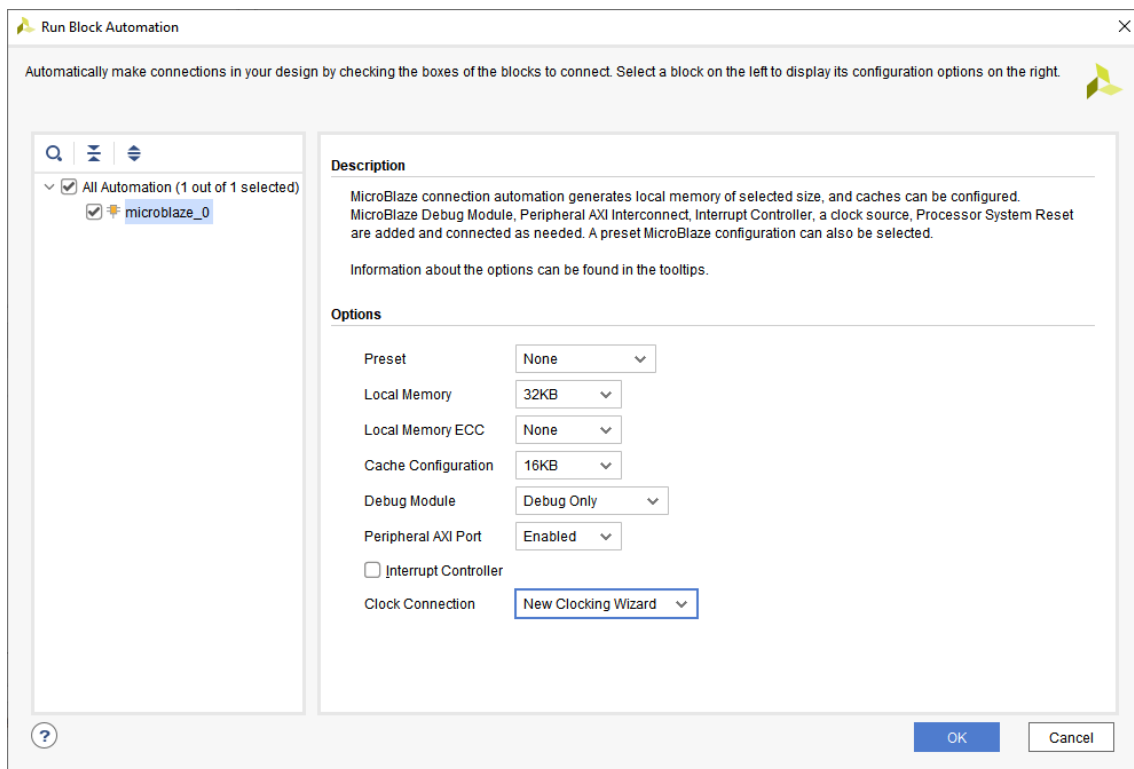 Run Block Automation
Automatically make connections in your design by checking the boxes of the blocks to connect. Select a block on the left to display its configuration options on the right.
All Automation (1 out of 1 selected)
microblaze_0
Description
MicroBlaze connection automation generates local memory of selected size, and caches can be configured.
MicroBlaze Debug Module, Peripheral AXI Interconnect, Interrupt Controller, a clock source, Processor System Reset
are added and connected as needed. A preset MicroBlaze configuration can also be selected.
Information about the options can be found in the tooltips.
Options
Preset None
Local Memory 32KB
Local Memory ECC None
Cache Configuration 16KB
Debug Module Debug Only
Peripheral AXI Port Enabled
Interrupt Controller
Clock Connection New Clocking Wizard
?
OK Cancel